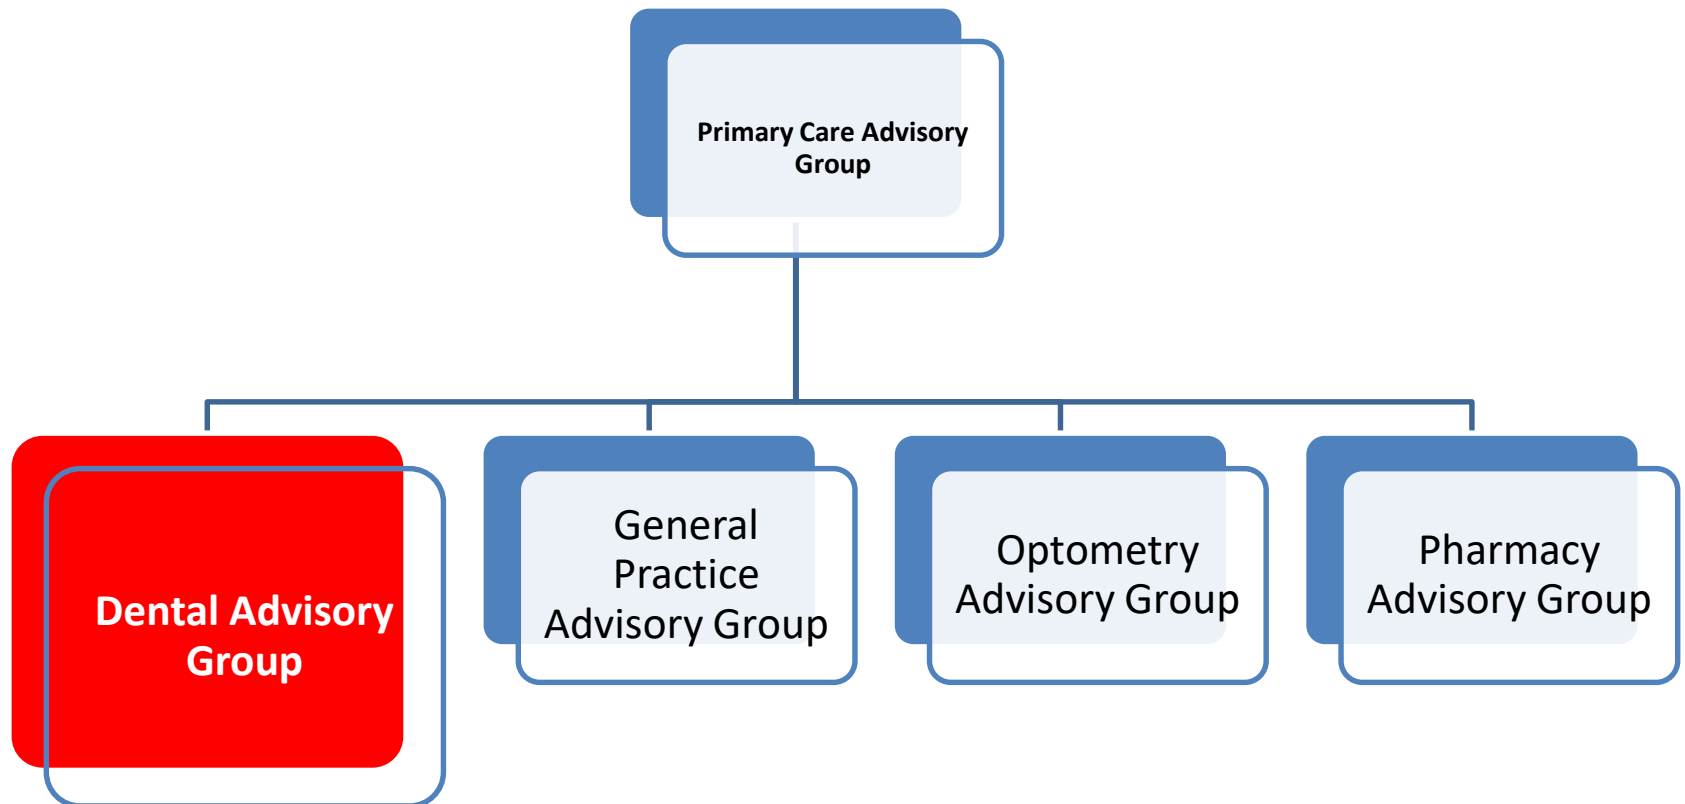 Primary Care Advisory
Group
Dental Advisory
Group
General
Practice
Advisory Group
Optometry
Advisory Group
Pharmacy
Advisory Group